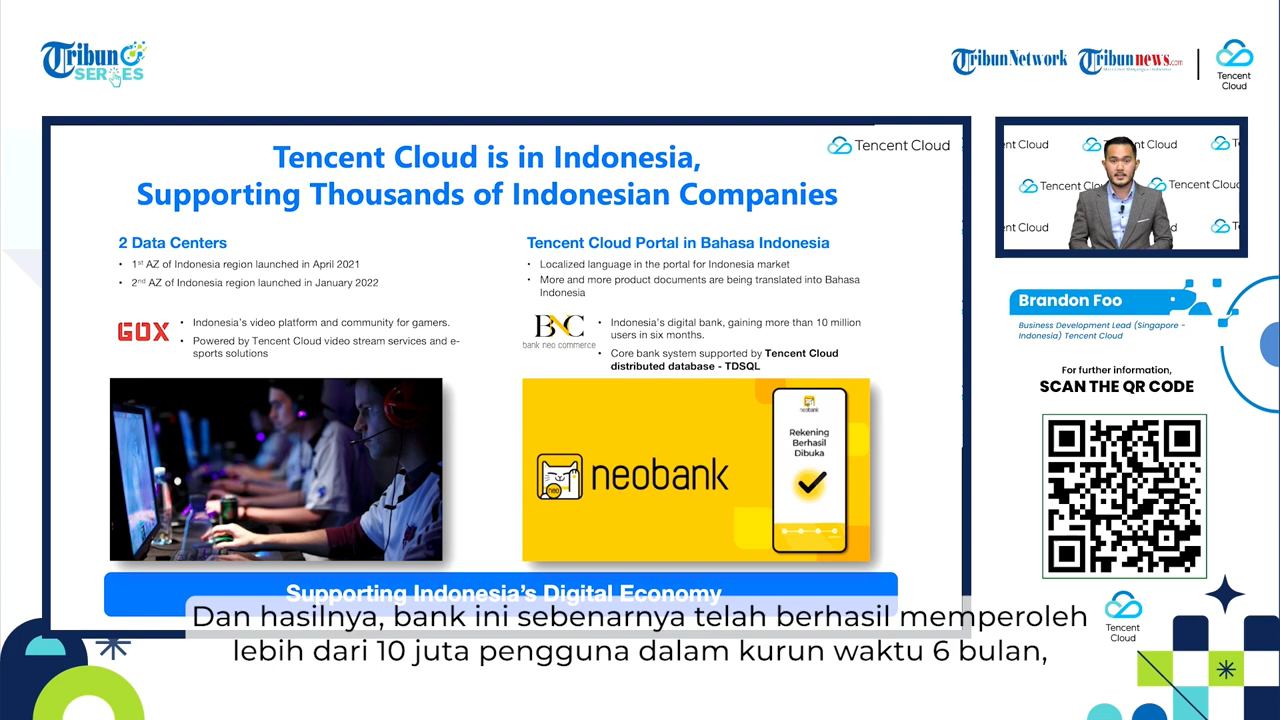 Tribun
SERIES
TribunNetwork
Tribunnews.com
Tencent
Cloud
Tencent Cloud is in Indonesia,
Supporting Thousands of Indonesian Companies
Tencent Cloud
2 Data Centers
• 1st AZ of Indonesia region launched in April 2021
• 2nd AZ of Indonesia region launched in January 2022
GOX
• Indonesia's video platform and community for gamers.
• Powered by Tencent Cloud video stream services and e-
sports solutions
Tencent Cloud Portal in Bahasa Indonesia
• Localized language in the portal for Indonesia market
• More and more product documents are being translated into Bahasa
Indonesia
BNC
bank neo commerce
• Indonesia's digital bank, gaining more than 10 million
users in six months.
• Core bank system supported by Tencent Cloud
distributed database - TDSQL
neo
neobank
neobank
Rekening
Berhasil
Dibuka
Supporting Indonesia's Digital Economy
ent Cloud
Cloud
Tencent Clou
Tencent Cloud
ent Cloud
Brandon Foo
Business Development Lead (Singapore -
Indonesia) Tencent Cloud
For further information,
SCAN THE QR CODE
Tencent
Cloud
Dan hasilnya, bank ini sebenarnya telah berhasil memperoleh
lebih dari 10 juta pengguna dalam kurun waktu 6 bulan,